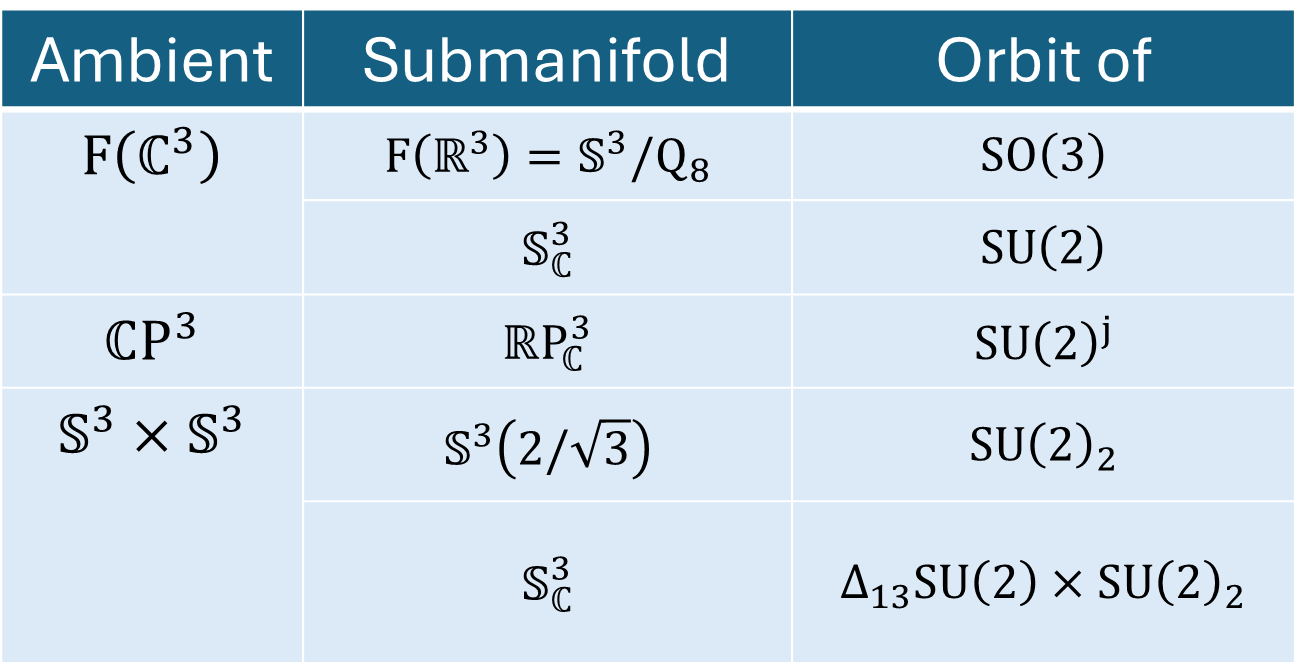 Ambient Submanifold Orbit of
F(ℂ³) F(ℝ³) = 𝕊³/Q₈ SO(3)
𝕊³_ℂ SU(2)
ℂP³ ℝP³_ℂ SU(2)ʲ
𝕊³ × 𝕊³ 𝕊³(2/√3) SU(2)₂
𝕊³_ℂ Δ₁₃SU(2) × SU(2)₂